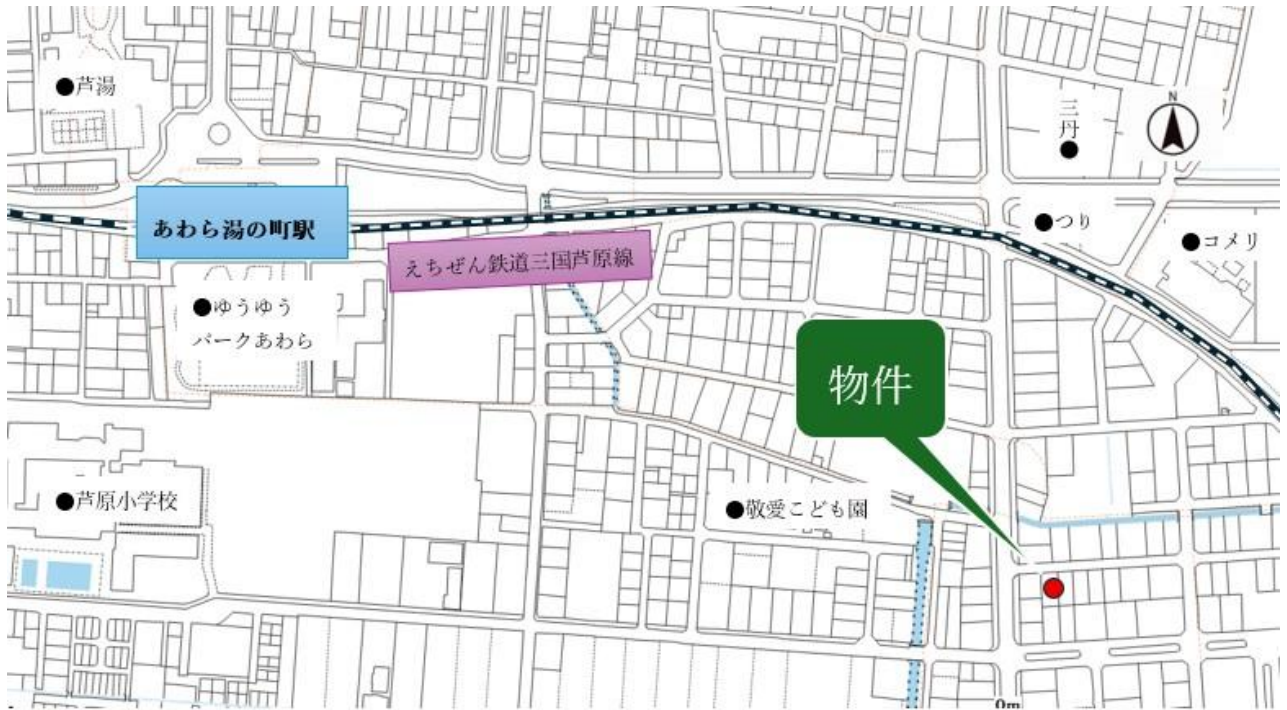 ●芦湯
N
三丹●
あわら湯の町駅
えちぜん鉄道三国芦原線
●つり
●コメリ
●ゆうゆう
パークあわら
物件
●芦原小学校
●敬愛こども園
0m